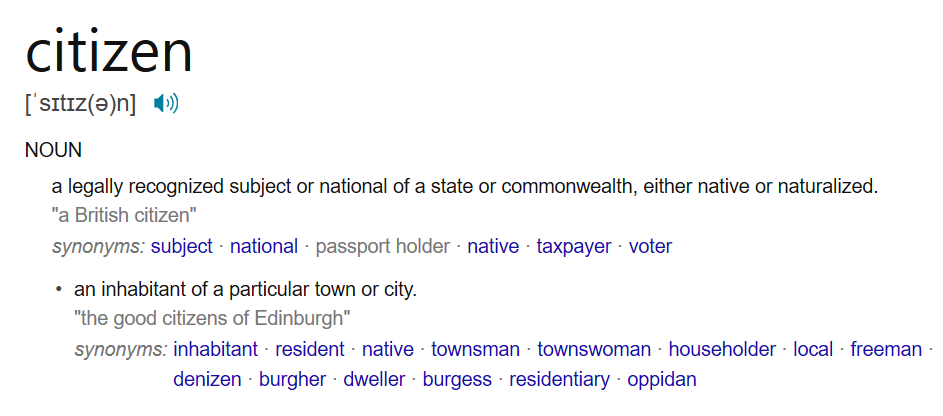 citizen
[ˈsɪtɪz(ə)n]
NOUN
a legally recognized subject or national of a state or commonwealth, either native or naturalized.
"a British citizen"
synonyms: subject · national · passport holder · native · taxpayer · voter
• an inhabitant of a particular town or city.
"the good citizens of Edinburgh"
synonyms: inhabitant · resident · native · townsman · townswoman · householder · local · freeman ·
denizen · burgher · dweller · burgess · residentiary · oppidan